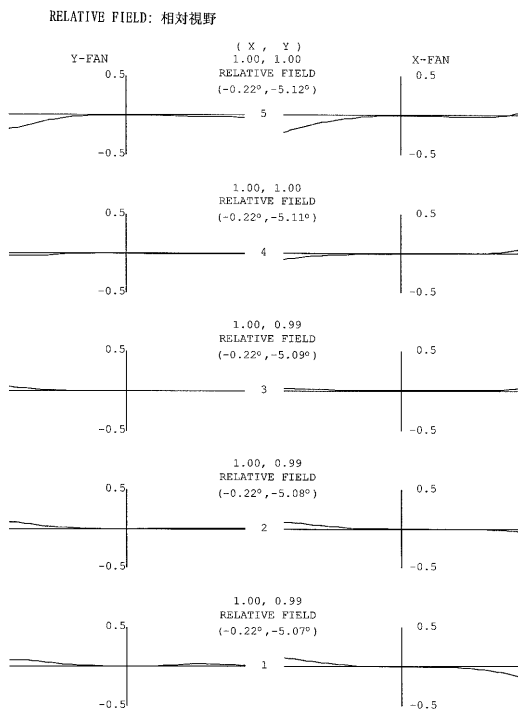 RELATIVE FIELD: 相対視野
( X , Y )
Y-FAN 1.00, 1.00 X-FAN
0.5 RELATIVE FIELD 0.5
(-0.22°,-5.12°)
5
-0.5 -0.5
1.00, 1.00
0.5 RELATIVE FIELD 0.5
(-0.22°,-5.11°)
4
-0.5 -0.5
1.00, 0.99
0.5 RELATIVE FIELD 0.5
(-0.22°,-5.09°)
3
-0.5 -0.5
1.00, 0.99
0.5 RELATIVE FIELD 0.5
(-0.22°,-5.08°)
2
-0.5 -0.5
1.00, 0.99
0.5 RELATIVE FIELD 0.5
(-0.22°,-5.07°)
1
-0.5 -0.5